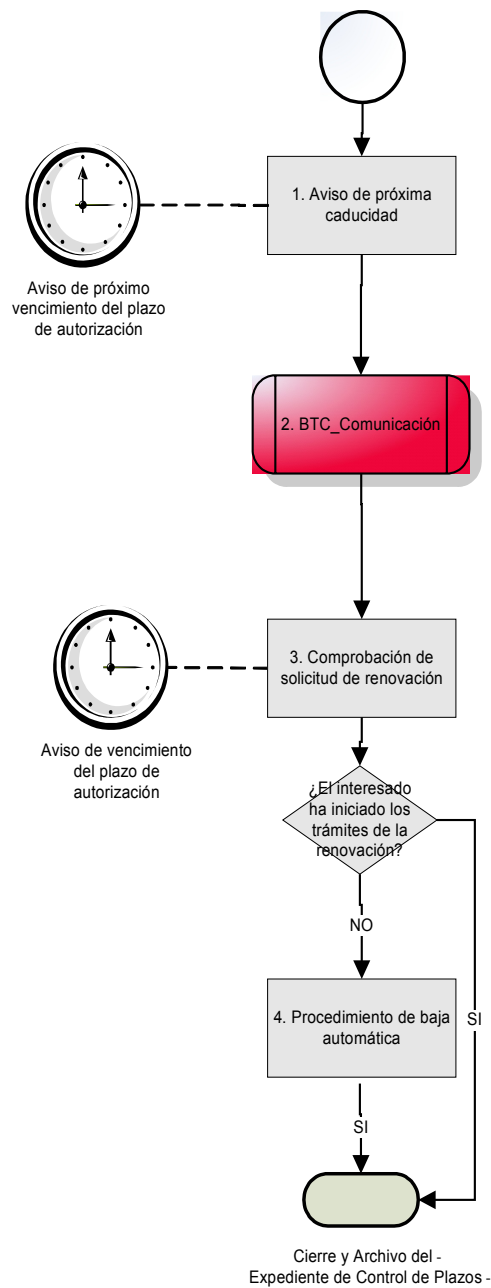 1. Aviso de próxima
caducidad
Aviso de próximo
vencimiento del plazo
de autorización
2. BTC_Comunicación
3. Comprobación de
solicitud de renovación
Aviso de vencimiento
del plazo de
autorización
¿El interesado
ha iniciado los
trámites de la
renovación?
NO
4. Procedimiento de baja
automática
SI
SI
Cierre y Archivo del -
Expediente de Control de Plazos -